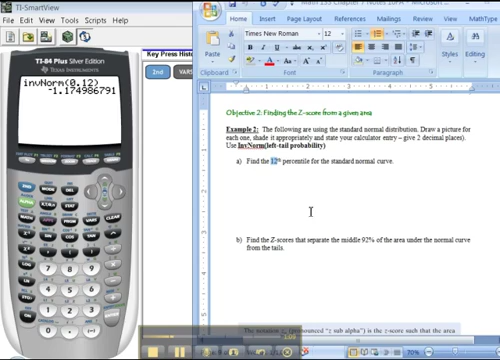 TI-SmartView
File Edit View Tools Help
Key Press History
TI-84 Plus Silver Edition
TEXAS INSTRUMENTS
invNorm(0.12)
-1.174986791
2nd
VARS
Home
Insert
Page Layout
References
Mailings
Review
View
Paste
Clipboard
Times New Roman
12
Font
Paragraph
Objective 2: Finding the Z-score from a given area
Example 2: The following are using the standard normal distribution. Draw a picture for
each one, shade it appropriately and state your calculator entry – give 2 decimal places).
Use InvNorm(left-tail probability)
a) Find the 12th percentile for the standard normal curve.
b) Find the Z-scores that separate the middle 92% of the area under the normal curve
from the tails.
The notation zα (pronounced "z sub alpha") is the z-score such that the area
70%